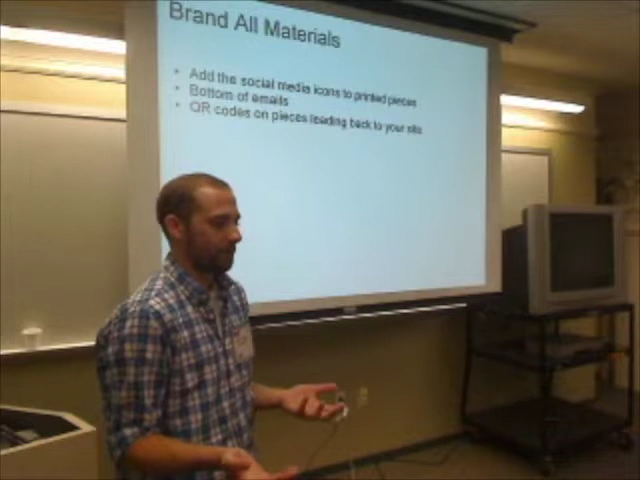 Brand All Materials
• Add the social media icons to printed pieces
• Bottom of emails
• QR codes on pieces leading back to your site